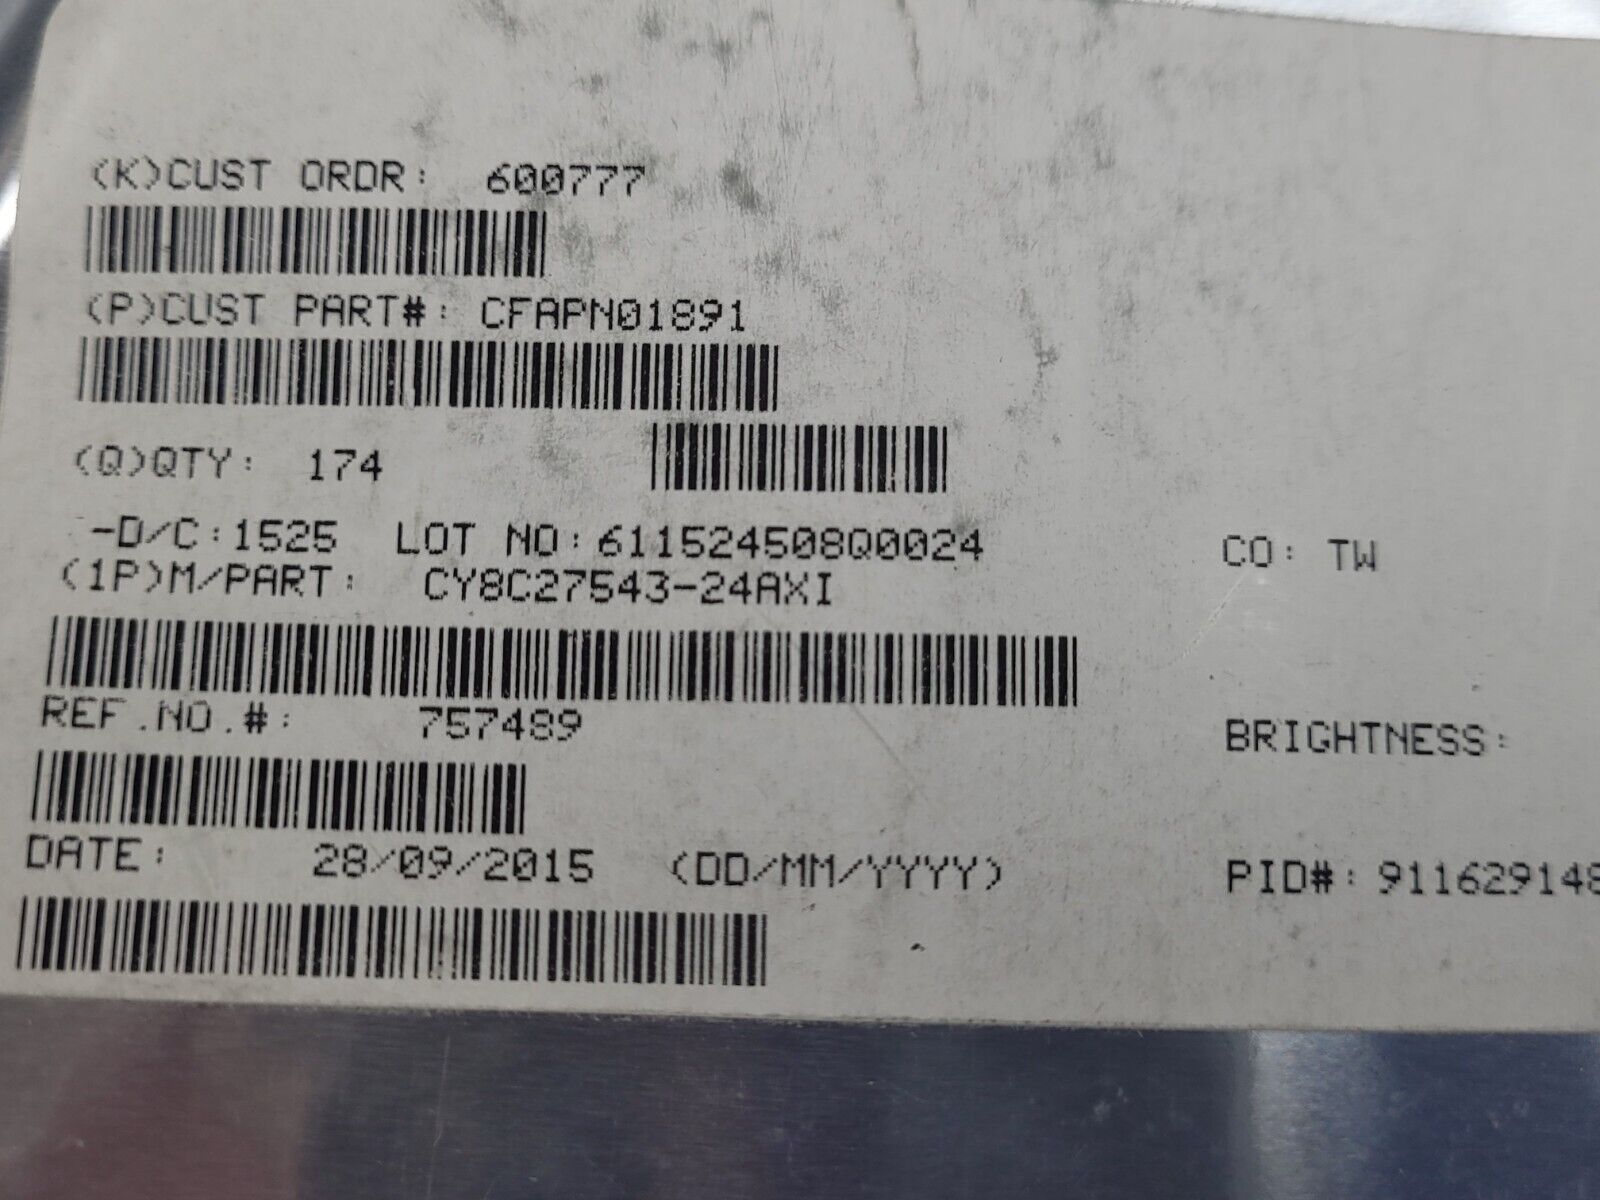 (K)CUST ORDR: 600777
(P)CUST PART#: CFAPN01891
(Q)QTY: 174
-D/C:1525 LOT NO:611524508Q0024 CO: TW
(1P)M/PART: CY8C27543-24AXI
REF.NO.#: 757489 BRIGHTNESS:
DATE: 28/09/2015 (DD/MM/YYYY) PID#: 911629148